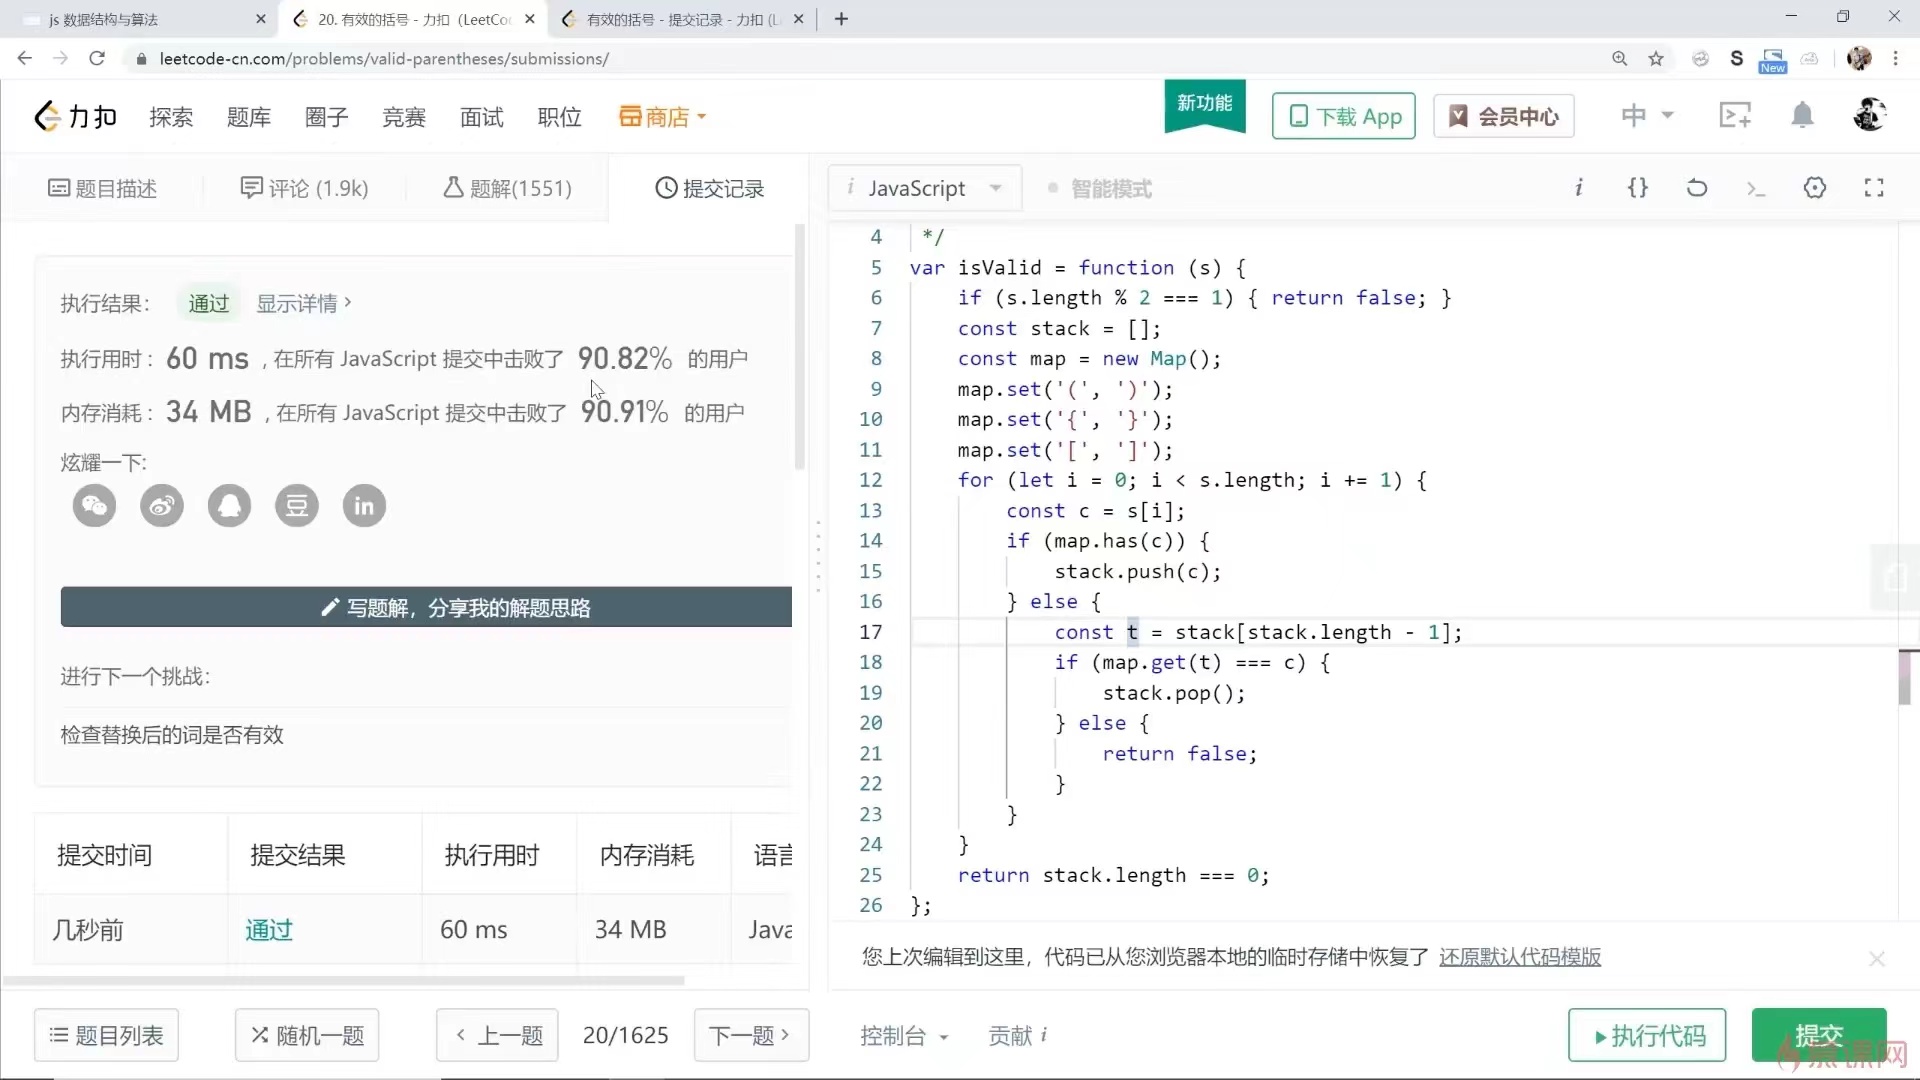 js 数据结构与算法
20. 有效的括号 - 力扣（LeetCo
有效的括号 - 提交记录 - 力扣 (L
leetcode-cn.com/problems/valid-parentheses/submissions/
New
力扣 探索 题库 圈子 竞赛 面试 职位 商店
新功能
下载 App
会员中心
中
题目描述
评论 (1.9k)
题解(1551)
提交记录
i JavaScript
智能模式
执行结果： 通过 显示详情 >
执行用时 : 60 ms , 在所有 JavaScript 提交中击败了 90.82% 的用户
内存消耗 : 34 MB , 在所有 JavaScript 提交中击败了 90.91% 的用户
炫耀一下:
写题解，分享我的解题思路
进行下一个挑战：
检查替换后的词是否有效
提交时间 提交结果 执行用时 内存消耗 语言
几秒前 通过 60 ms 34 MB Java
4 */
5 var isValid = function (s) {
6 if (s.length % 2 === 1) { return false; }
7 const stack = [];
8 const map = new Map();
9 map.set('(', ')');
10 map.set('{', '}');
11 map.set('[', ']');
12 for (let i = 0; i < s.length; i += 1) {
13 const c = s[i];
14 if (map.has(c)) {
15 stack.push(c);
16 } else {
17 const t = stack[stack.length - 1];
18 if (map.get(t) === c) {
19 stack.pop();
20 } else {
21 return false;
22 }
23 }
24 }
25 return stack.length === 0;
26 };
您上次编辑到这里，代码已从您浏览器本地的临时存储中恢复了 还原默认代码模版
题目列表
随机一题
< 上一题
20/1625
下一题 >
控制台
贡献 i
执行代码
提交
慕课网